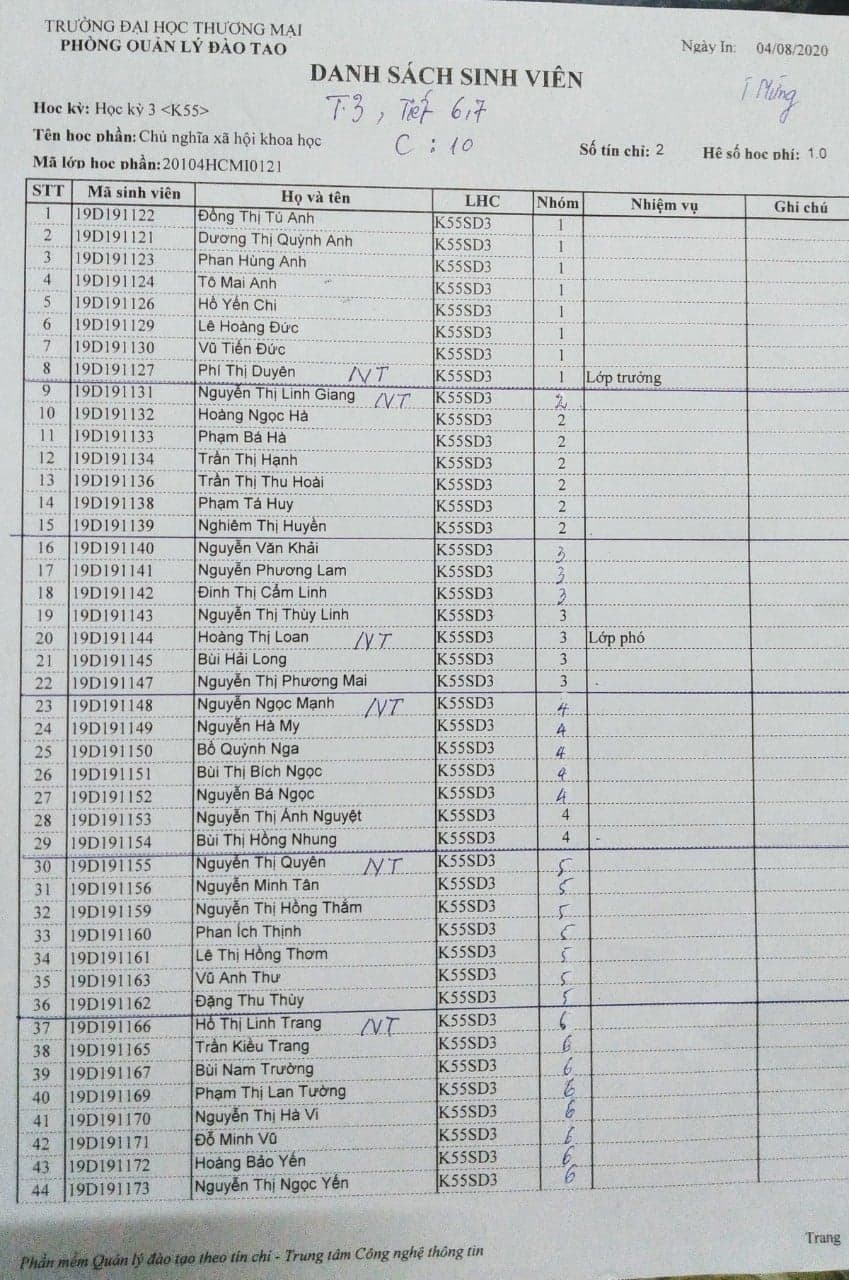 TRƯỜNG ĐẠI HỌC THƯƠNG MẠI
PHÒNG QUẢN LÝ ĐÀO TẠO
Ngày In: 04/08/2020
DANH SÁCH SINH VIÊN
Học kỳ: Học kỳ 3 <K55>
T.3, Tiết 6,7
Tên học phần: Chủ nghĩa xã hội khoa học
C: 10
Số tín chỉ: 2 Hệ số học phí: 1.0
Mã lớp học phần: 20104HCMI0121
STT Mã sinh viên Họ và tên LHC Nhóm Nhiệm vụ Ghi chú
1 19D191122 Đồng Thị Tú Anh K55SD3 1
2 19D191121 Dương Thị Quỳnh Anh K55SD3 1
3 19D191123 Phan Hùng Anh K55SD3 1
4 19D191124 Tô Mai Anh K55SD3 1
5 19D191126 Hồ Yến Chi K55SD3 1
6 19D191129 Lê Hoàng Đức K55SD3 1
7 19D191130 Vũ Tiến Đức K55SD3 1
8 19D191127 Phí Thị Duyên NT K55SD3 1 Lớp trưởng
9 19D191131 Nguyễn Thị Linh Giang NT K55SD3 2
10 19D191132 Hoàng Ngọc Hà K55SD3 2
11 19D191133 Phạm Bá Hà K55SD3 2
12 19D191134 Trần Thị Hạnh K55SD3 2
13 19D191136 Trần Thị Thu Hoài K55SD3 2
14 19D191138 Phạm Tá Huy K55SD3 2
15 19D191139 Nghiêm Thị Huyền K55SD3 2
16 19D191140 Nguyễn Văn Khải K55SD3 3
17 19D191141 Nguyễn Phương Lam K55SD3 3
18 19D191142 Đinh Thị Cẩm Linh K55SD3 3
19 19D191143 Nguyễn Thị Thùy Linh K55SD3 3
20 19D191144 Hoàng Thị Loan NT K55SD3 3 Lớp phó
21 19D191145 Bùi Hải Long K55SD3 3
22 19D191147 Nguyễn Thị Phương Mai K55SD3 3
23 19D191148 Nguyễn Ngọc Mạnh NT K55SD3 4
24 19D191149 Nguyễn Hà My K55SD3 4
25 19D191150 Bồ Quỳnh Nga K55SD3 4
26 19D191151 Bùi Thị Bích Ngọc K55SD3 4
27 19D191152 Nguyễn Bá Ngọc K55SD3 4
28 19D191153 Nguyễn Thị Ánh Nguyệt K55SD3 4
29 19D191154 Bùi Thị Hồng Nhung K55SD3 4
30 19D191155 Nguyễn Thị Quyên NT K55SD3 5
31 19D191156 Nguyễn Minh Tân K55SD3 5
32 19D191159 Nguyễn Thị Hồng Thắm K55SD3 5
33 19D191160 Phan Ích Thịnh K55SD3 5
34 19D191161 Lê Thị Hồng Thơm K55SD3 5
35 19D191163 Vũ Anh Thư K55SD3 5
36 19D191162 Đặng Thu Thùy K55SD3 5
37 19D191166 Hồ Thị Linh Trang NT K55SD3 6
38 19D191165 Trần Kiều Trang K55SD3 6
39 19D191167 Bùi Nam Trường K55SD3 6
40 19D191169 Phạm Thị Lan Tường K55SD3 6
41 19D191170 Nguyễn Thị Hà Vi K55SD3 6
42 19D191171 Đỗ Minh Vũ K55SD3 6
43 19D191172 Hoàng Bảo Yến K55SD3 6
44 19D191173 Nguyễn Thị Ngọc Yến K55SD3 6
Trang
Phần mềm Quản lý đào tạo theo tín chỉ - Trung tâm Công nghệ thông tin